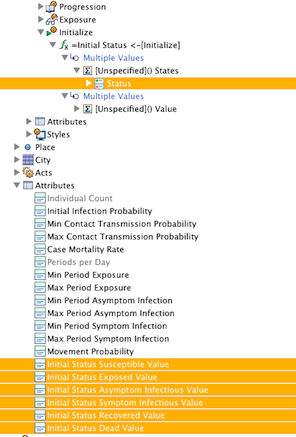 Progression
Exposure
Initialize
=Initial Status <-[Initialize]
Multiple Values
[Unspecified]() States
Status
Multiple Values
[Unspecified]() Value
Attributes
Styles
Place
City
Acts
Attributes
Individual Count
Initial Infection Probability
Min Contact Transmission Probability
Max Contact Transmission Probability
Case Mortality Rate
Periods per Day
Min Period Exposure
Max Period Exposure
Min Period Asymptom Infection
Max Period Asymptom Infection
Min Period Symptom Infection
Max Period Symptom Infection
Movement Probability
Initial Status Susceptible Value
Initial Status Exposed Value
Initial Status Asymptom Infectious Value
Initial Status Symptom Infectious Value
Initial Status Recovered Value
Initial Status Dead Value